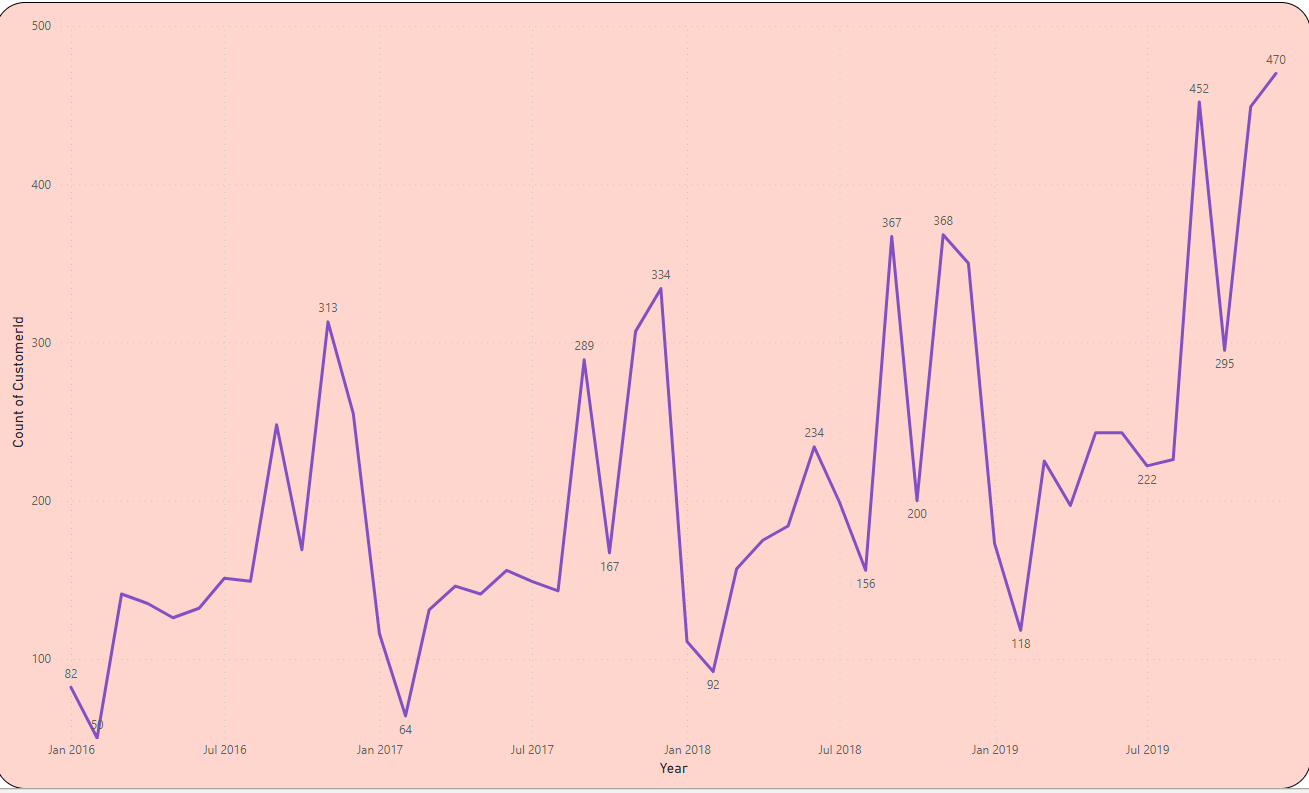 500
400
300
200
100
Count of CustomerId
82
50
313
64
289
167
334
92
234
156
367
200
368
118
222
452
295
470
Jan 2016
Jul 2016
Jan 2017
Jul 2017
Jan 2018
Jul 2018
Jan 2019
Jul 2019
Year